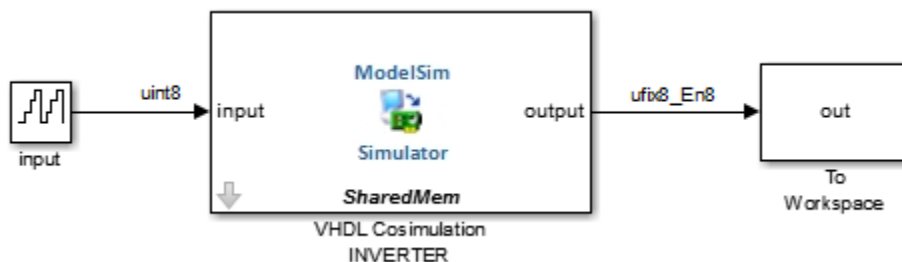 ModelSim
uint8
ufix8_En8
input
output
out
input
Simulator
SharedMem
To
Workspace
VHDL Cosimulation
INVERTER